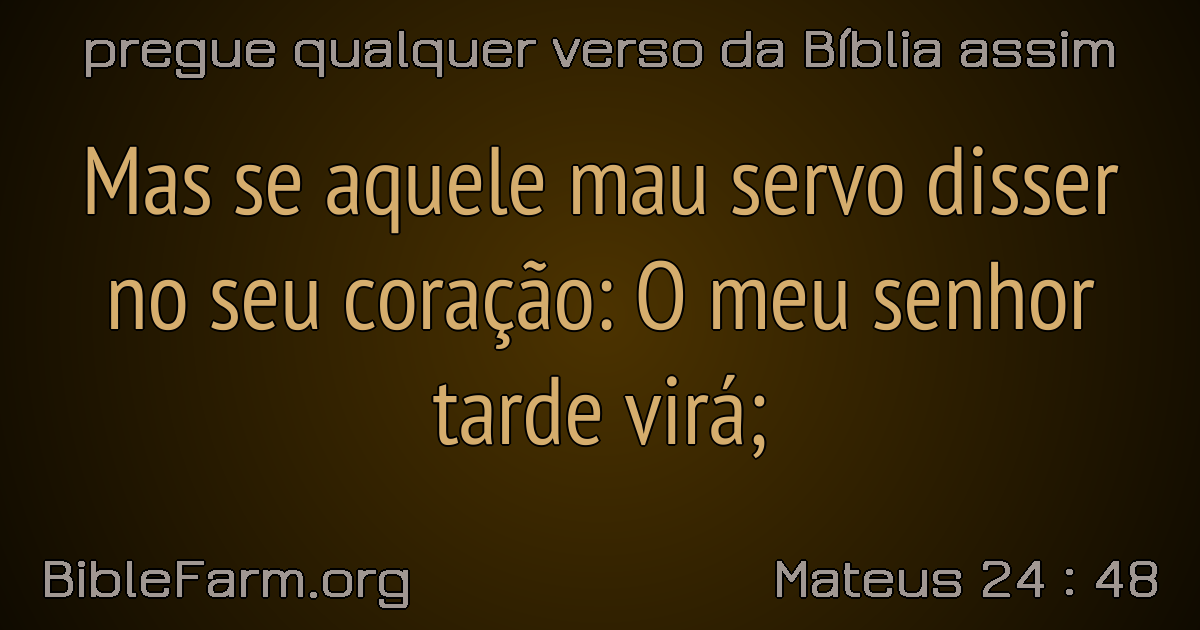 pregue qualquer verso da Bíblia assim
Mas se aquele mau servo disser
no seu coração: O meu senhor
tarde virá;
BibleFarm.org
Mateus 24 : 48